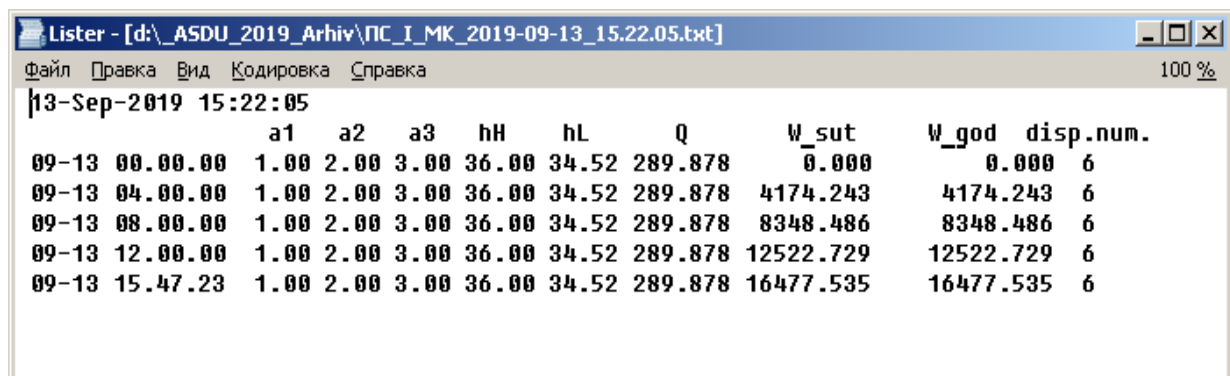 Lister - [d:\_ASDU_2019_Arhiv\ПС_I_МК_2019-09-13_15.22.05.txt]
Файл Правка Вид Кодировка Справка 100 %
13-Sep-2019 15:22:05
a1 a2 a3 hH hL Q W_sut W_god disp.num.
09-13 00.00.00 1.00 2.00 3.00 36.00 34.52 289.878 0.000 0.000 6
09-13 04.00.00 1.00 2.00 3.00 36.00 34.52 289.878 4174.243 4174.243 6
09-13 08.00.00 1.00 2.00 3.00 36.00 34.52 289.878 8348.486 8348.486 6
09-13 12.00.00 1.00 2.00 3.00 36.00 34.52 289.878 12522.729 12522.729 6
09-13 15.47.23 1.00 2.00 3.00 36.00 34.52 289.878 16477.535 16477.535 6